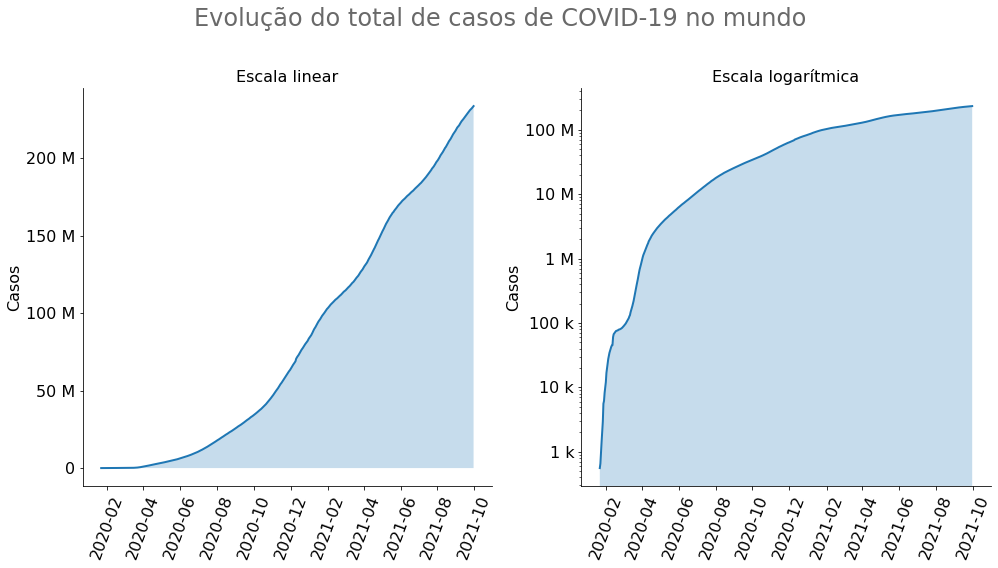 Evolução do total de casos de COVID-19 no mundo
Escala linear
Casos
200 M
150 M
100 M
50 M
0
2020-02
2020-04
2020-06
2020-08
2020-10
2020-12
2021-02
2021-04
2021-06
2021-08
2021-10
Escala logarítmica
Casos
100 M
10 M
1 M
100 k
10 k
1 k
2020-02
2020-04
2020-06
2020-08
2020-10
2020-12
2021-02
2021-04
2021-06
2021-08
2021-10